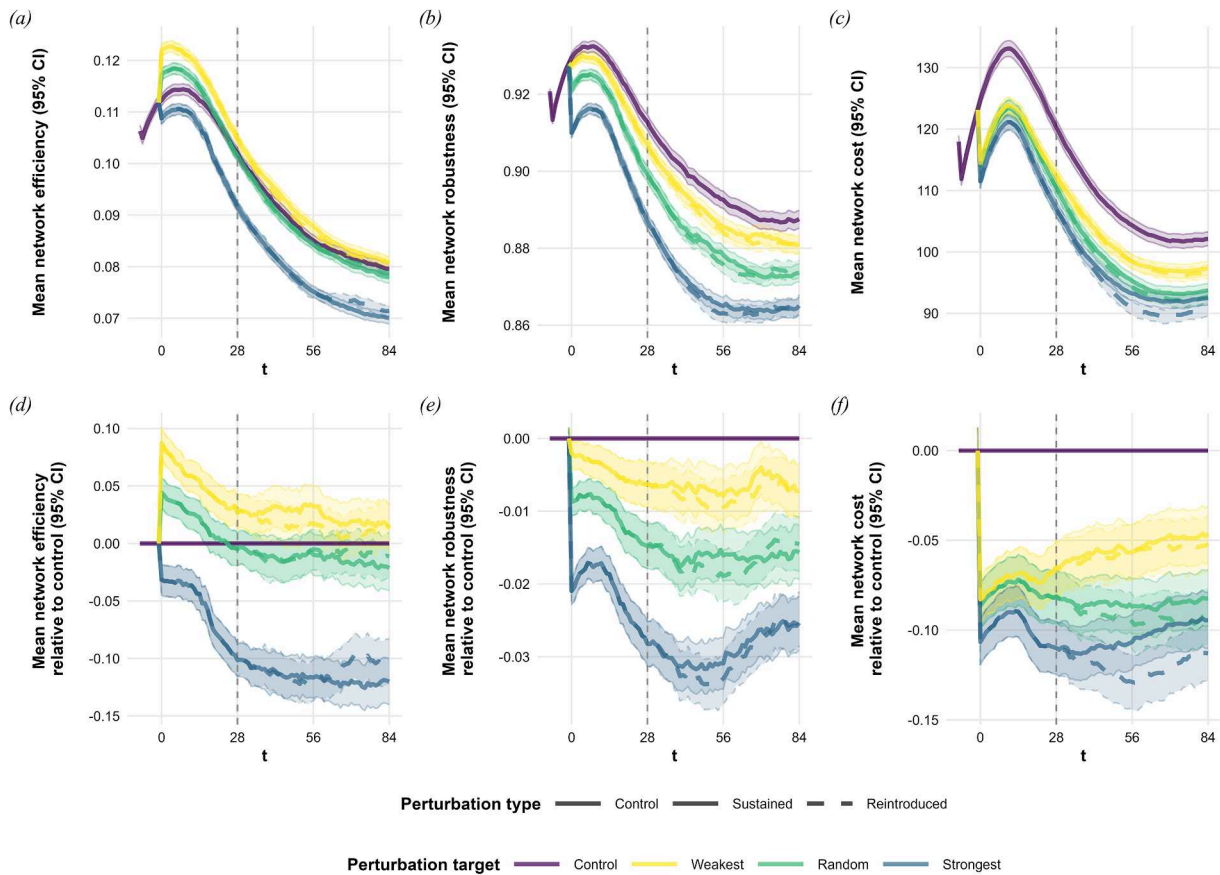 (a)
Mean network efficiency (95% CI)
0.12
0.11
0.10
0.09
0.08
0.07
0
28
56
84
t
(b)
Mean network robustness (95% CI)
0.92
0.90
0.88
0.86
0
28
56
84
t
(c)
Mean network cost (95% CI)
130
120
110
100
90
0
28
56
84
t
(d)
Mean network efficiency
relative to control (95% CI)
0.10
0.05
0.00
-0.05
-0.10
-0.15
0
28
56
84
t
(e)
Mean network robustness
relative to control (95% CI)
0.00
-0.01
-0.02
-0.03
0
28
56
84
t
(f)
Mean network cost
relative to control (95% CI)
0.00
-0.05
-0.10
-0.15
0
28
56
84
t
Perturbation type Control Sustained Reintroduced
Perturbation target Control Weakest Random Strongest